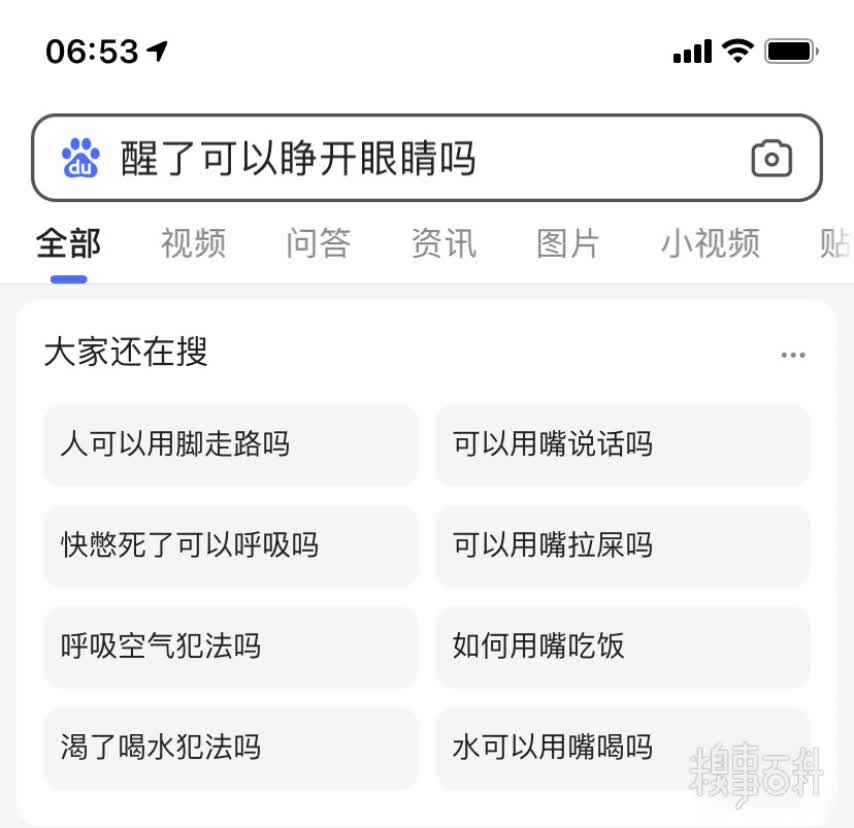 06:53
du 醒了可以睁开眼睛吗
全部 视频 问答 资讯 图片 小视频 贴
大家还在搜
人可以用脚走路吗 可以用嘴说话吗
快憋死了可以呼吸吗 可以用嘴拉屎吗
呼吸空气犯法吗 如何用嘴吃饭
渴了喝水犯法吗 水可以用嘴喝吗
糗事百科